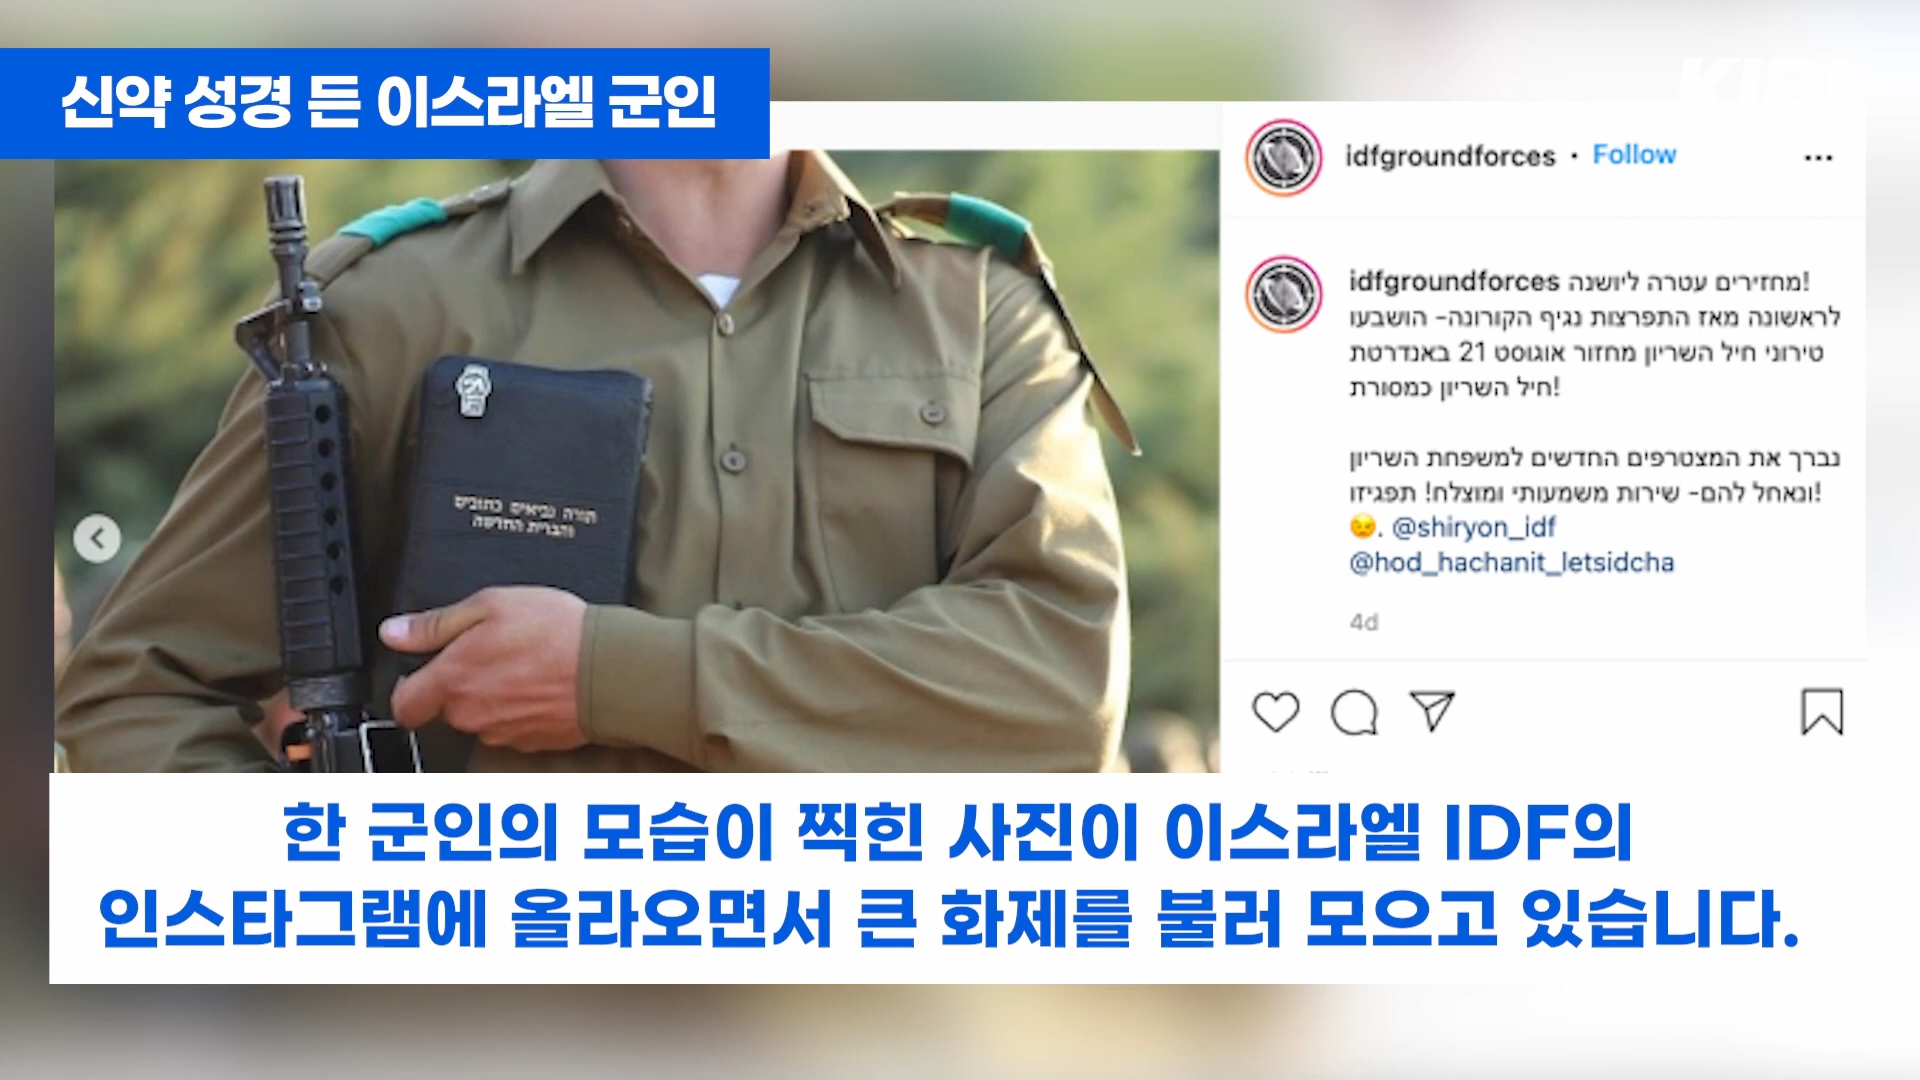 신약 성경 든 이스라엘 군인
idfgroundforces • Follow
idfgroundforces מחזירים עטרה ליושנה!
לראשונה מאז התפרצות נגיף הקורונה- הושבעו
טירוני חיל השריון מחזור אוגוסט 21 באנדרטת
חיל השריון כמסורת!
נברך את המצטרפים החדשים למשפחת השריון
ונאחל להם- שירות משמעותי ומוצלח! תפגיזו!
😉. @shiryon_idf
@hod_hachanit_letsidcha
4d
תורה נביאים כתובים
והברית החדשה
한 군인의 모습이 찍힌 사진이 이스라엘 IDF의
인스타그램에 올라오면서 큰 화제를 불러 모으고 있습니다.